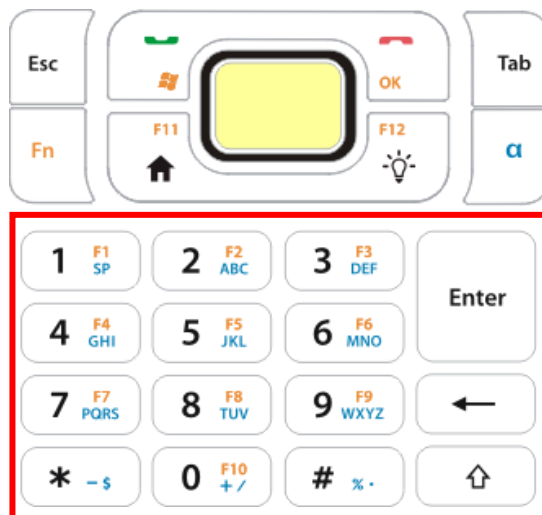 Esc
Tab
OK
F11
F12
Fn
α
1 F1 SP
2 F2 ABC
3 F3 DEF
Enter
4 F4 GHI
5 F5 JKL
6 F6 MNO
7 F7 PQRS
8 F8 TUV
9 F9 WXYZ
←
* - $
0 F10 + /
# % ·
⇧